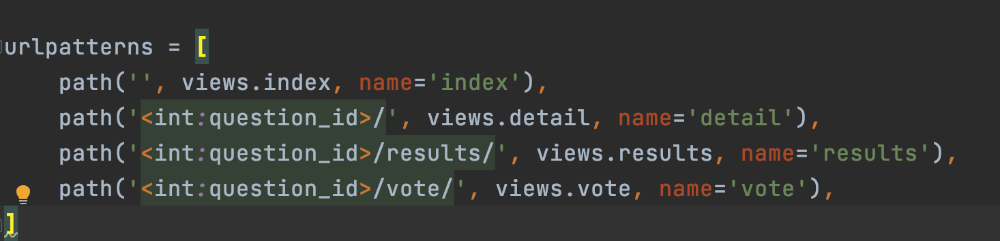 urlpatterns = [
    path('', views.index, name='index'),
    path('<int:question_id>/', views.detail, name='detail'),
    path('<int:question_id>/results/', views.results, name='results'),
    path('<int:question_id>/vote/', views.vote, name='vote'),
]